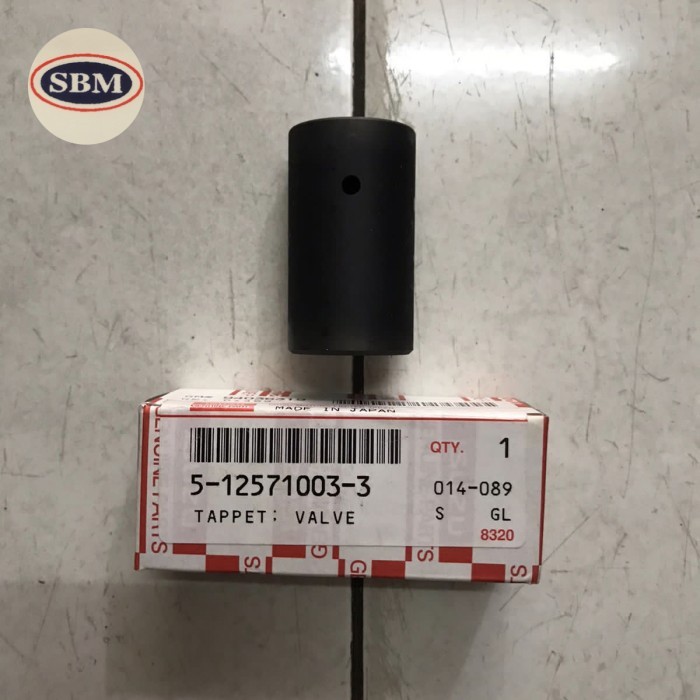 SBM
MADE IN JAPAN
QTY. 1
5-12571003-3
014-089
TAPPET; VALVE
S GL
8320